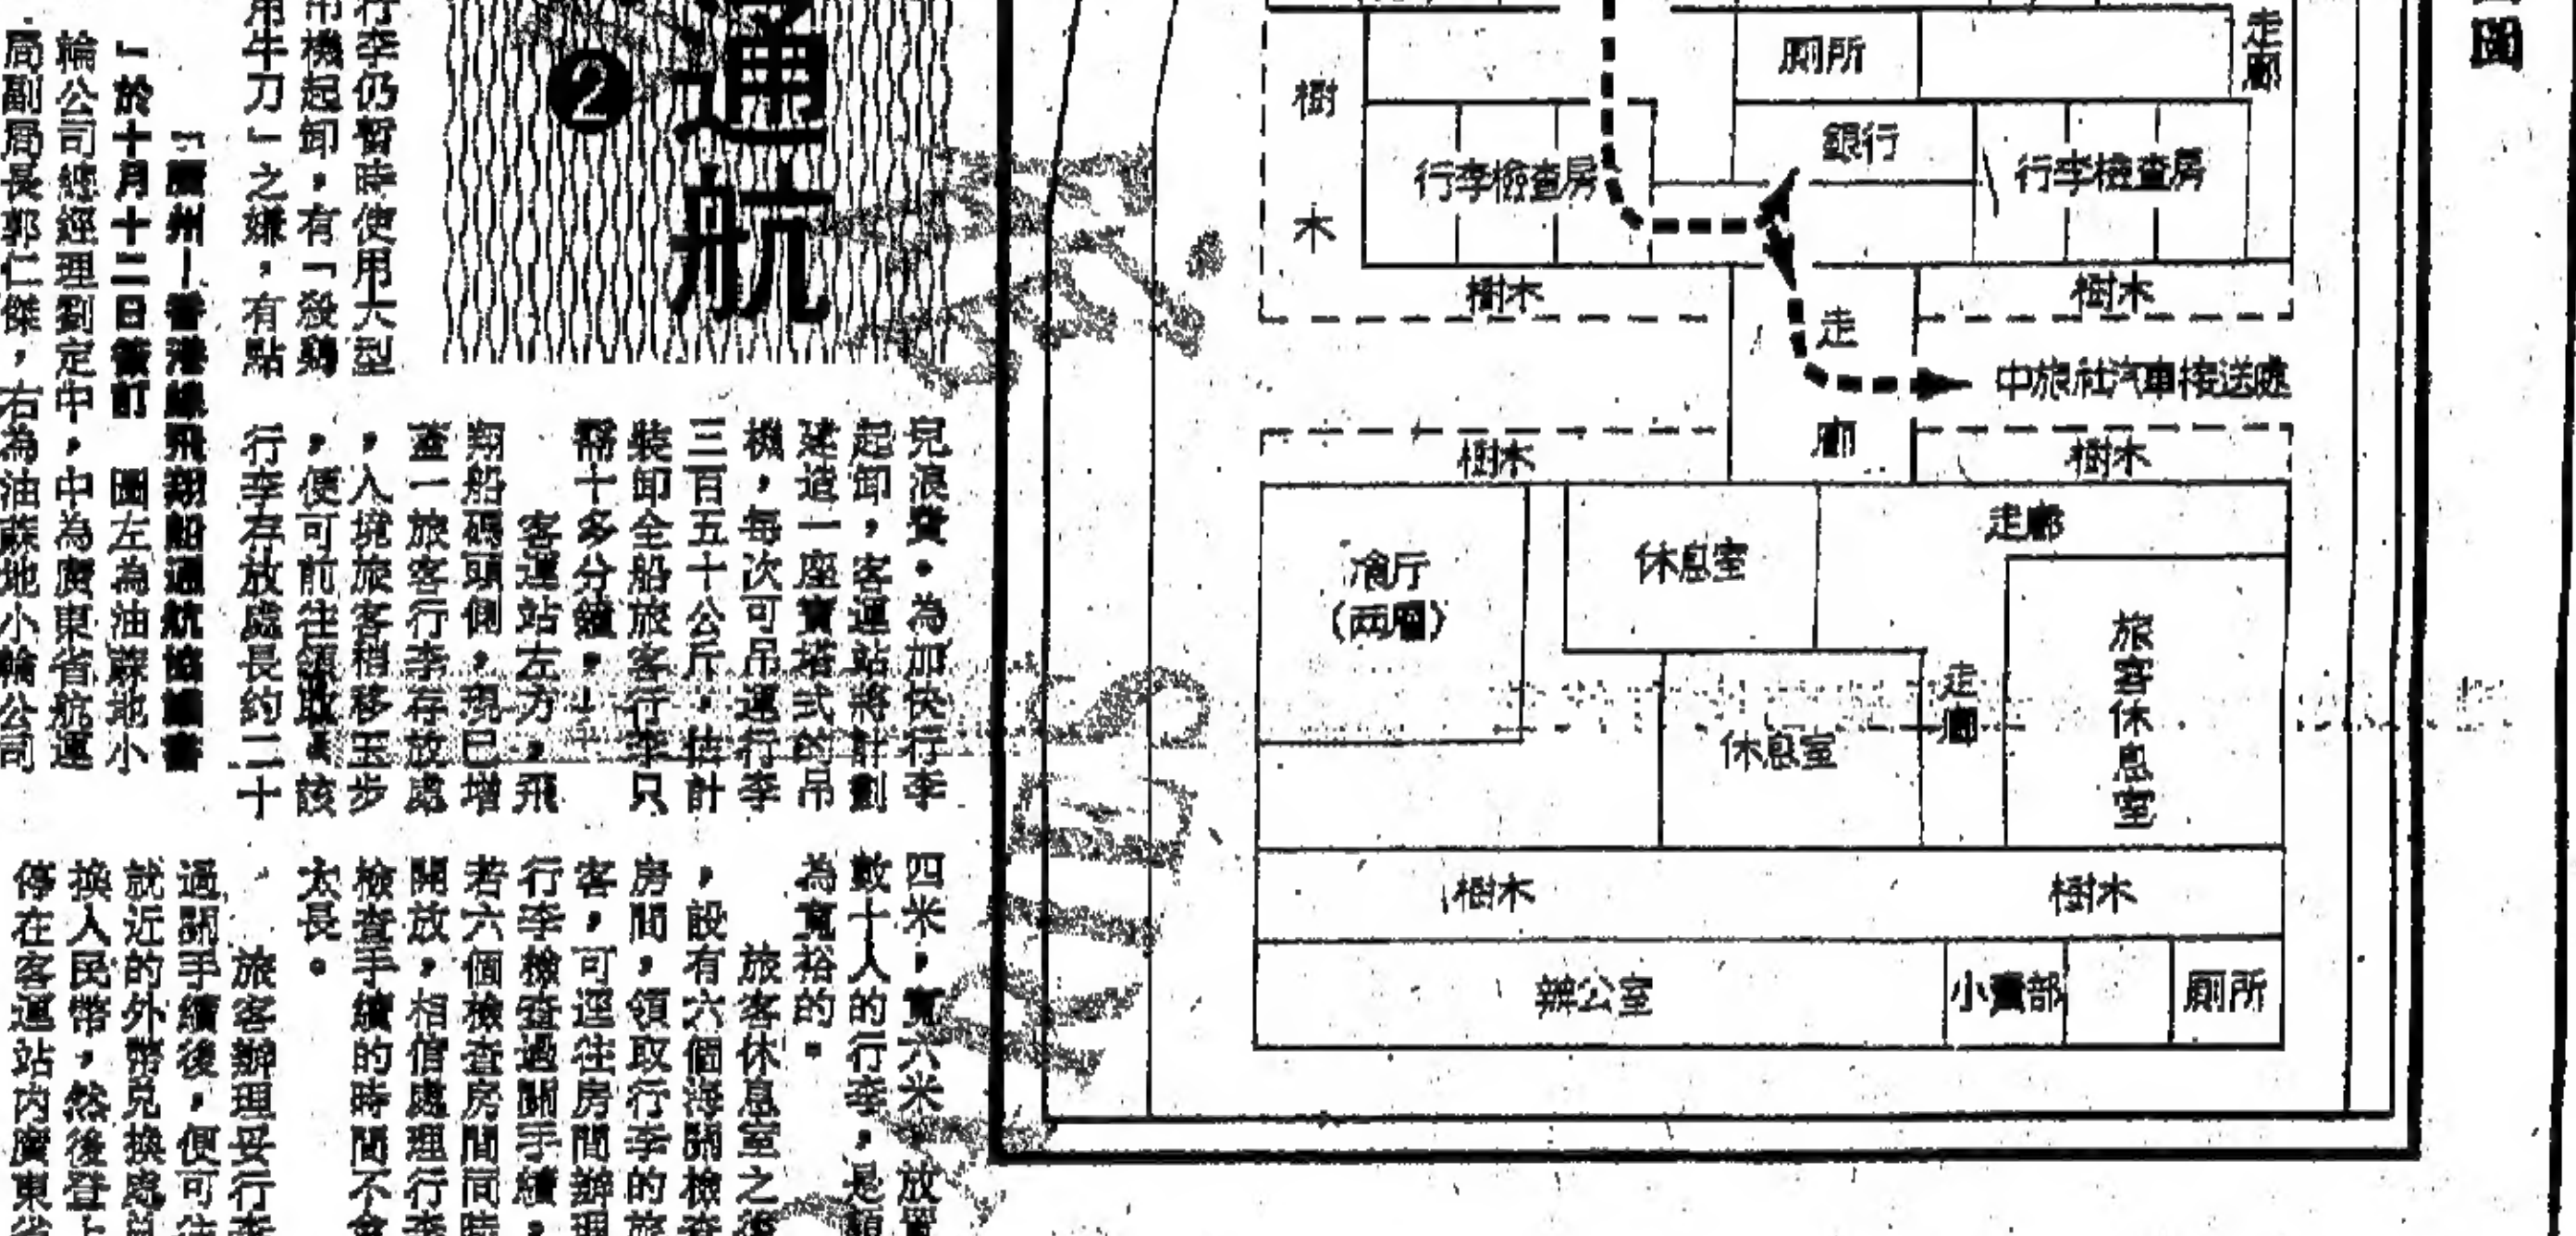 圖
走廊
廁所
樹木
銀行
行李檢查房
行李檢查房
樹木
樹木
走廊
中旅社汽車接送處
樹木
樹木
走廊
休息室
食厅
(両層)
旅客休息室
走廊
休息室
樹木
樹木
辦公室
小賣部
厠所
通航
❷
行李仍暫時使用大型
吊機起卸,有「殺鷄
用牛刀」之嫌,有點
兒浪費。為加快行李
起卸,客運站將計劃
建造一座寶塔式的吊
機,每次可吊運行李
三百五十公斤。估計
裝卸全船旅客行李只
需十多分鐘。
客運站左方,飛
翔船碼頭側,現已增
蓋一旅客行李存放處
,入境旅客稍移玉步
,便可前往領取。該
行李存放處長約二十
四米,寬六米,放置
數十人的行李,是頗
為寬裕的。
旅客休息室之後
,設有六個海關檢查
房間,領取行李的旅
客,可逕往房間辦理
行李檢查過關手續,
若六個檢查房間同時
開放,相信處理行李
檢查手續的時間不會
太長。
旅客辦理妥行李
過關手續後,便可往
就近的外幣兌換處
換人民幣,然後登上
停在客運站內廣東省
「廣州—香港線飛翔船通航協議書
」於十月十二日簽訂 圖左為油蔴地小
輪公司總經理劉定中,中為廣東省航運
局副局長郭仁傑,右為油蔴地小輪公司